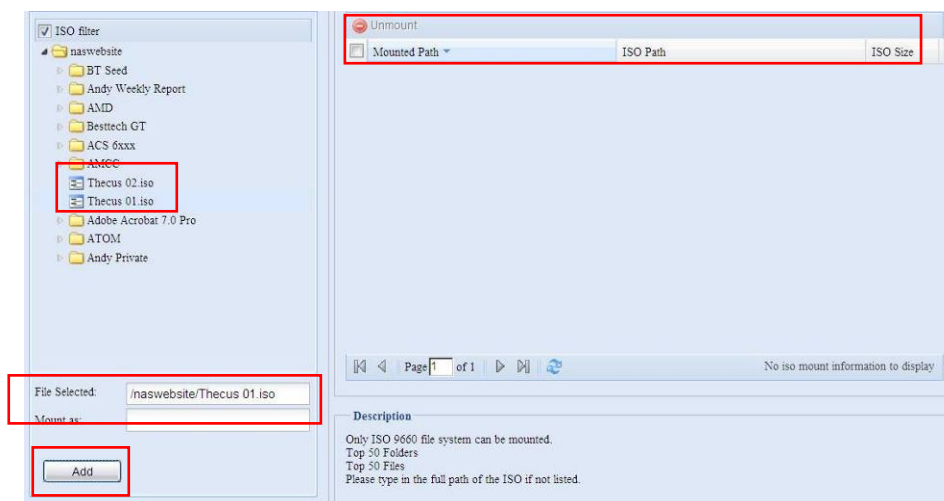 ISO filter
naswebsite
BT Seed
Andy Weekly Report
AMD
Besttech GT
ACS 6xxx
AMCC
Thecus 02.iso
Thecus 01.iso
Adobe Acrobat 7.0 Pro
ATOM
Andy Private
File Selected: /naswebsite/Thecus 01.iso
Mount as:
Add
Unmount
Mounted Path ISO Path ISO Size
Page 1 of 1 No iso mount information to display
Description
Only ISO 9660 file system can be mounted.
Top 50 Folders
Top 50 Files
Please type in the full path of the ISO if not listed.